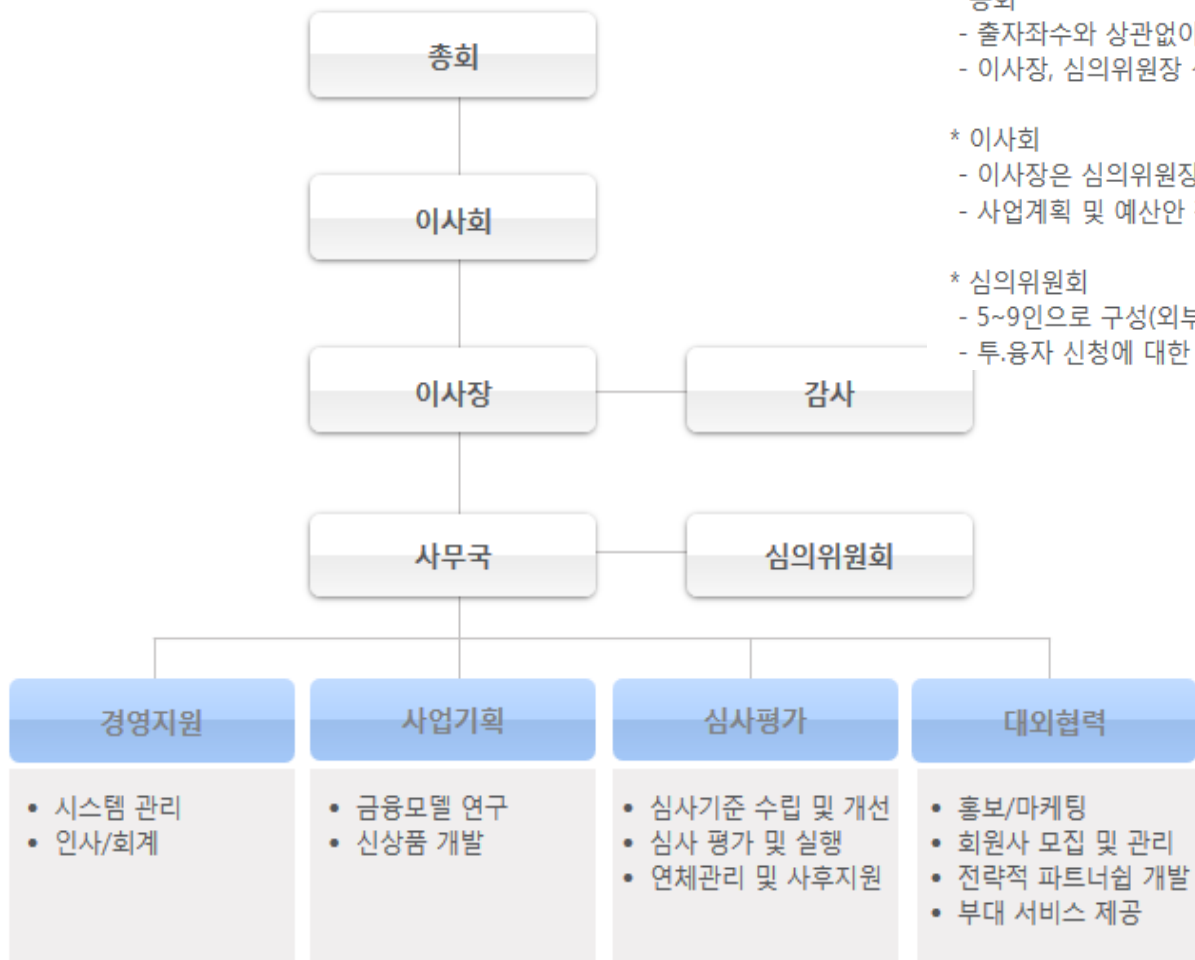 총회
- 출자좌수와 상관없이
- 이사장, 심의위원장
* 이사회
- 이사장은 심의위원장
- 사업계획 및 예산안
* 심의위원회
- 5~9인으로 구성(외부
- 투.융자 신청에 대한
총회
이사회
이사장
감사
사무국
심의위원회
경영지원
• 시스템 관리
• 인사/회계
사업기획
• 금융모델 연구
• 신상품 개발
심사평가
• 심사기준 수립 및 개선
• 심사 평가 및 실행
• 연체관리 및 사후지원
대외협력
• 홍보/마케팅
• 회원사 모집 및 관리
• 전략적 파트너쉽 개발
• 부대 서비스 제공